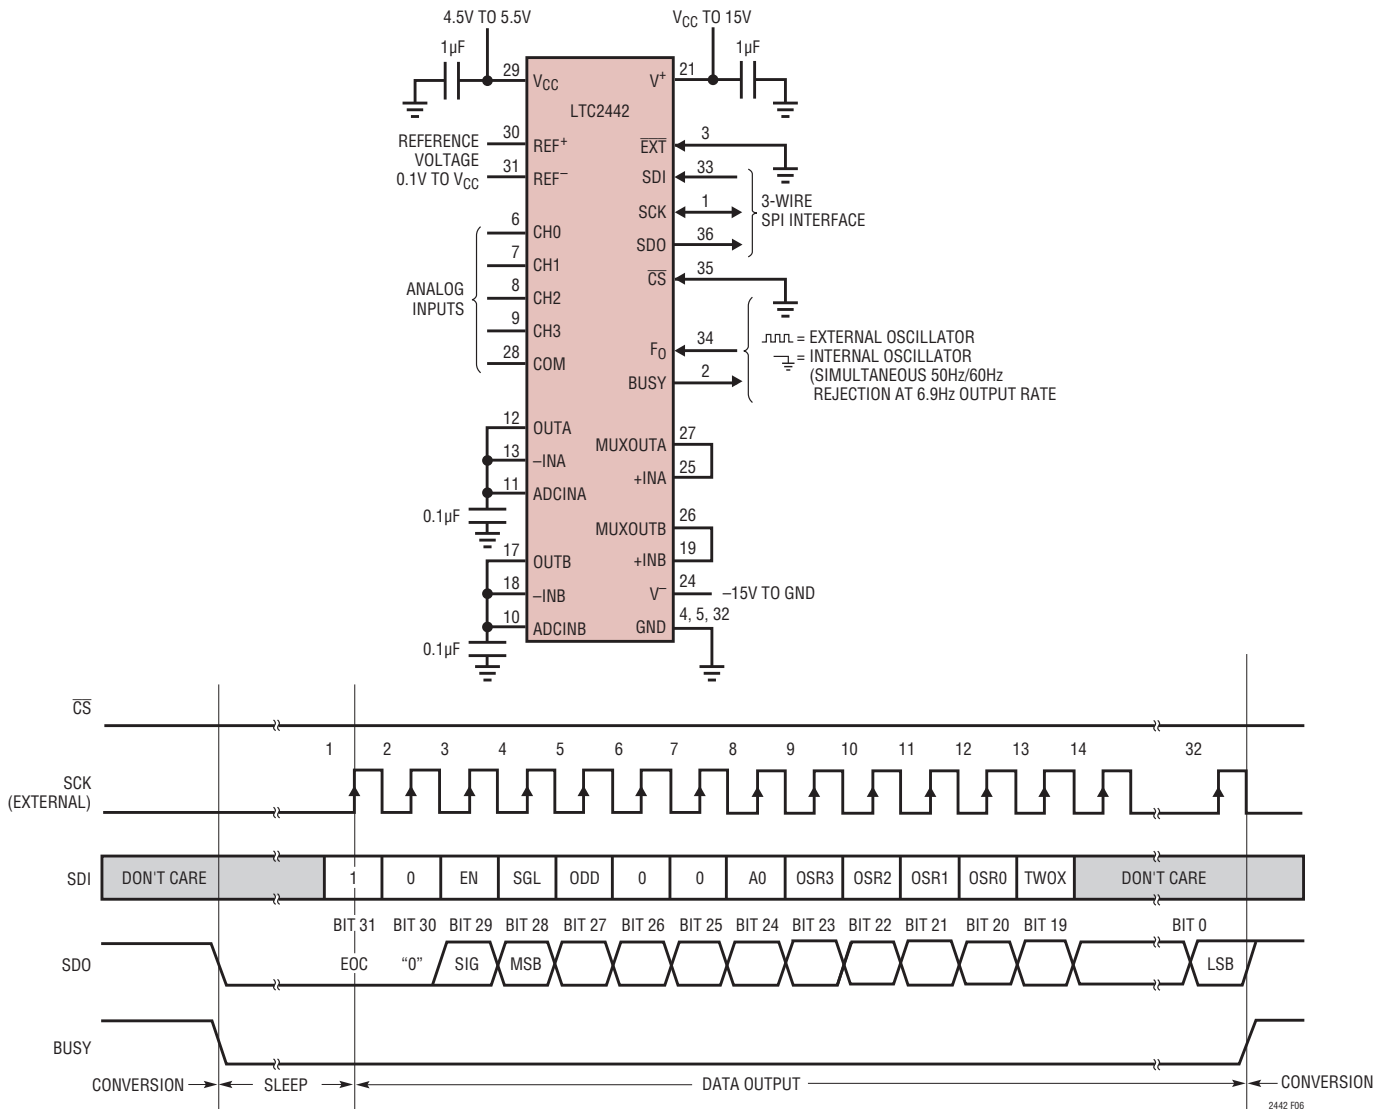 4.5V TO 5.5V
VCC TO 15V
1µF
1µF
29
VCC
V+
21
LTC2442
REFERENCE
VOLTAGE
0.1V TO VCC
30
REF+
31
REF–
EXT
3
SDI
33
SCK
1
SDO
36
3-WIRE
SPI INTERFACE
CS
35
ANALOG
INPUTS
6
CH0
7
CH1
8
CH2
9
CH3
28
COM
FO
34
BUSY
2
= EXTERNAL OSCILLATOR
= INTERNAL OSCILLATOR
(SIMULTANEOUS 50Hz/60Hz
REJECTION AT 6.9Hz OUTPUT RATE
12
OUTA
13
–INA
11
ADCINA
0.1µF
MUXOUTA
27
+INA
25
MUXOUTB
26
+INB
19
17
OUTB
18
–INB
10
ADCINB
0.1µF
V–
24
–15V TO GND
GND
4, 5, 32
CS
1 2 3 4 5 6 7 8 9 10 11 12 13 14 32
SCK
(EXTERNAL)
SDI DON'T CARE 1 0 EN SGL ODD 0 0 A0 OSR3 OSR2 OSR1 OSR0 TWOX DON'T CARE
BIT 31 BIT 30 BIT 29 BIT 28 BIT 27 BIT 26 BIT 25 BIT 24 BIT 23 BIT 22 BIT 21 BIT 20 BIT 19 BIT 0
SDO EOC “0” SIG MSB LSB
BUSY
CONVERSION SLEEP DATA OUTPUT CONVERSION
2442 F06